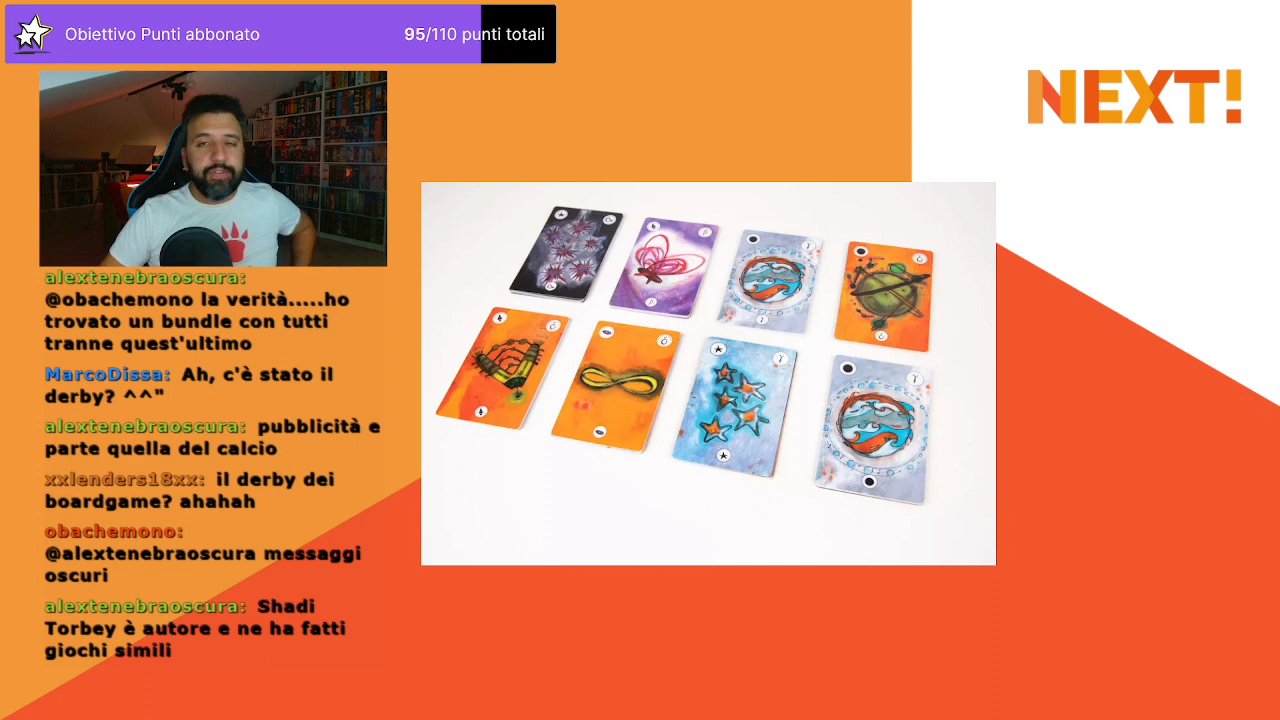 Obiettivo Punti abbonato 95/110 punti totali
NEXT!
alextenebraoscura:
@obachemono la verità.....ho
trovato un bundle con tutti
tranne quest'ultimo
MarcoDissa: Ah, c'è stato il
derby? ^^"
alextenebraoscura: pubblicità e
parte quella del calcio
xxlenders18xx: il derby dei
boardgame? ahahah
obachemono:
@alextenebraoscura messaggi
oscuri
alextenebraoscura: Shadi
Torbey è autore e ne ha fatti
giochi simili